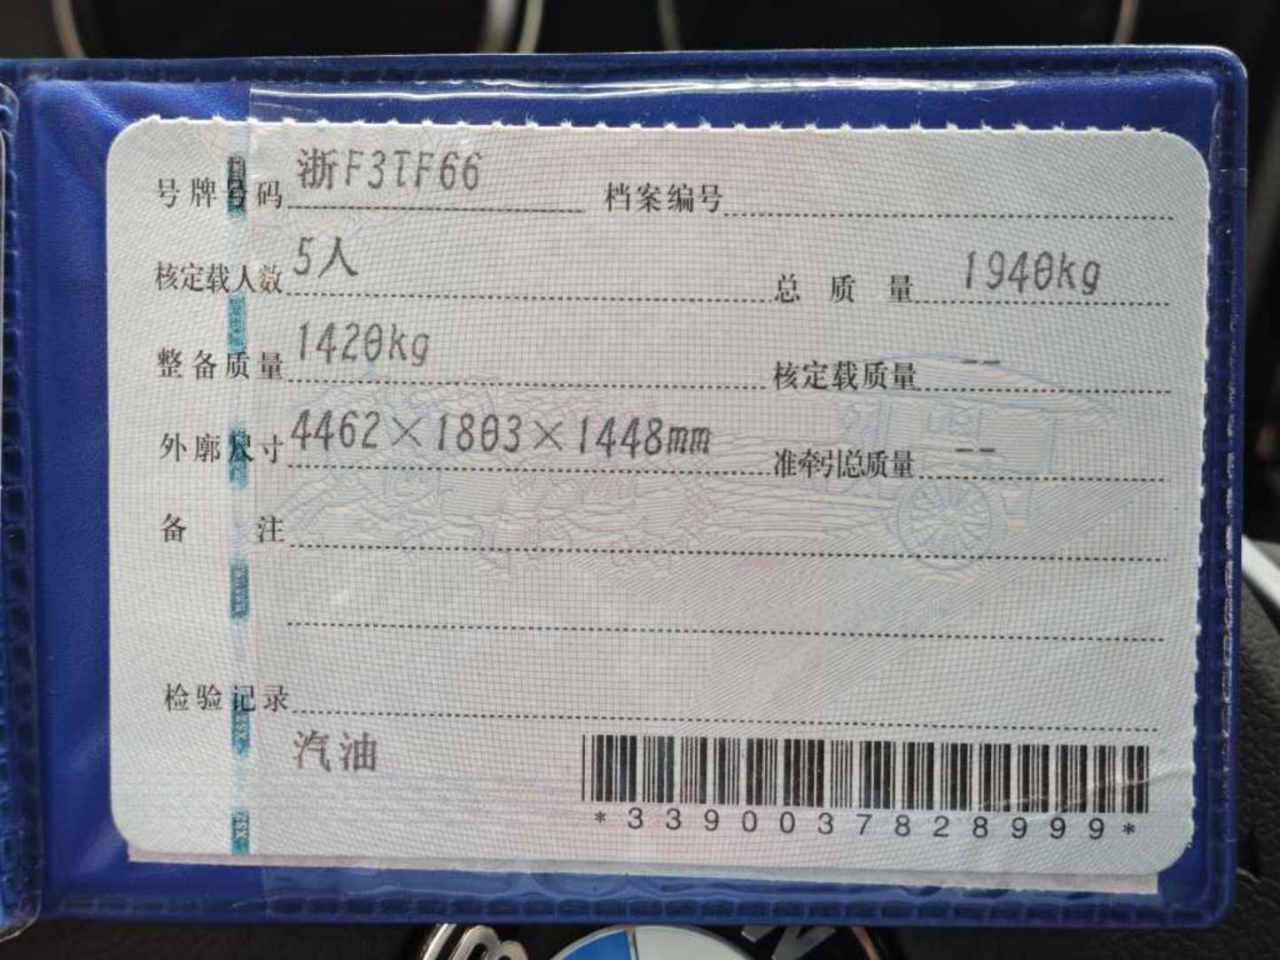 号牌号码 浙F3TF66 档案编号
核定载人数 5人 总质量 1940kg
整备质量 1420kg 核定载质量 --
外廓尺寸 4462×1803×1448mm 准牵引总质量 --
备注
检验记录
汽油
*3390037828999*